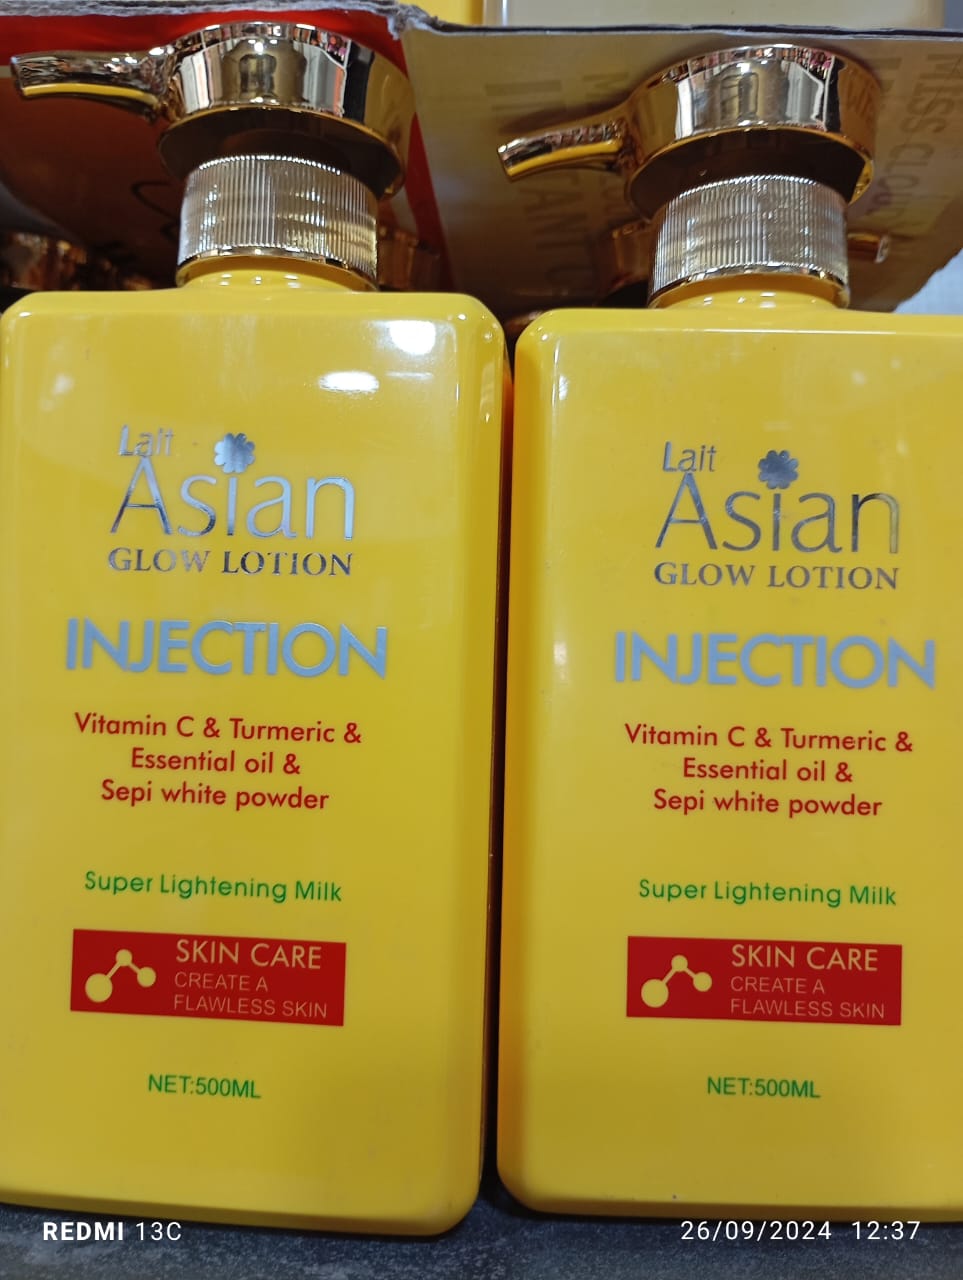 Lait
Asian
GLOW LOTION
INJECTION
Vitamin C & Turmeric &
Essential oil &
Sepi white powder
Super Lightening Milk
SKIN CARE
CREATE A
FLAWLESS SKIN
NET:500ML
Lait
Asian
GLOW LOTION
INJECTION
Vitamin C & Turmeric &
Essential oil &
Sepi white powder
Super Lightening Milk
SKIN CARE
CREATE A
FLAWLESS SKIN
NET:500ML
REDMI 13C
26/09/2024 12:37